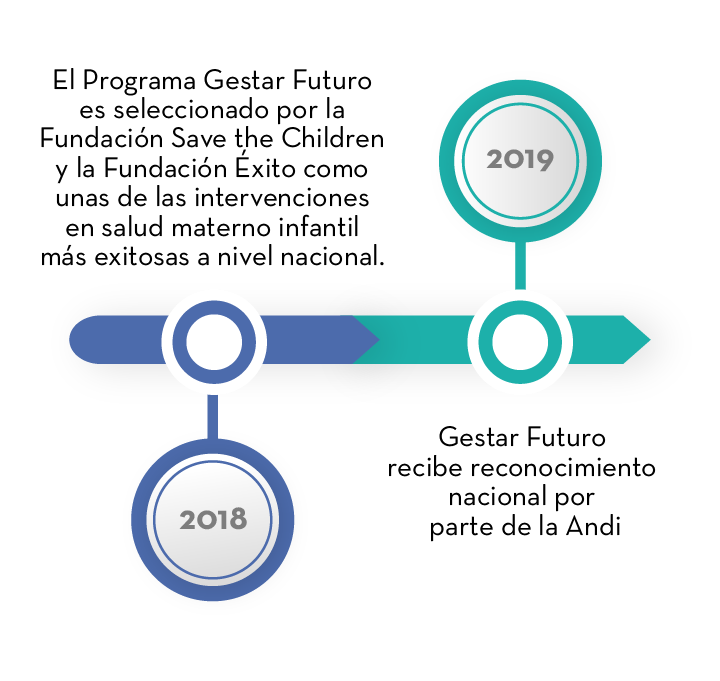 El Programa Gestar Futuro
es seleccionado por la
Fundación Save the Children
y la Fundación Éxito como
unas de las intervenciones
en salud materno infantil
más exitosas a nivel nacional.
2018
2019
Gestar Futuro
recibe reconocimiento
nacional por
parte de la Andi